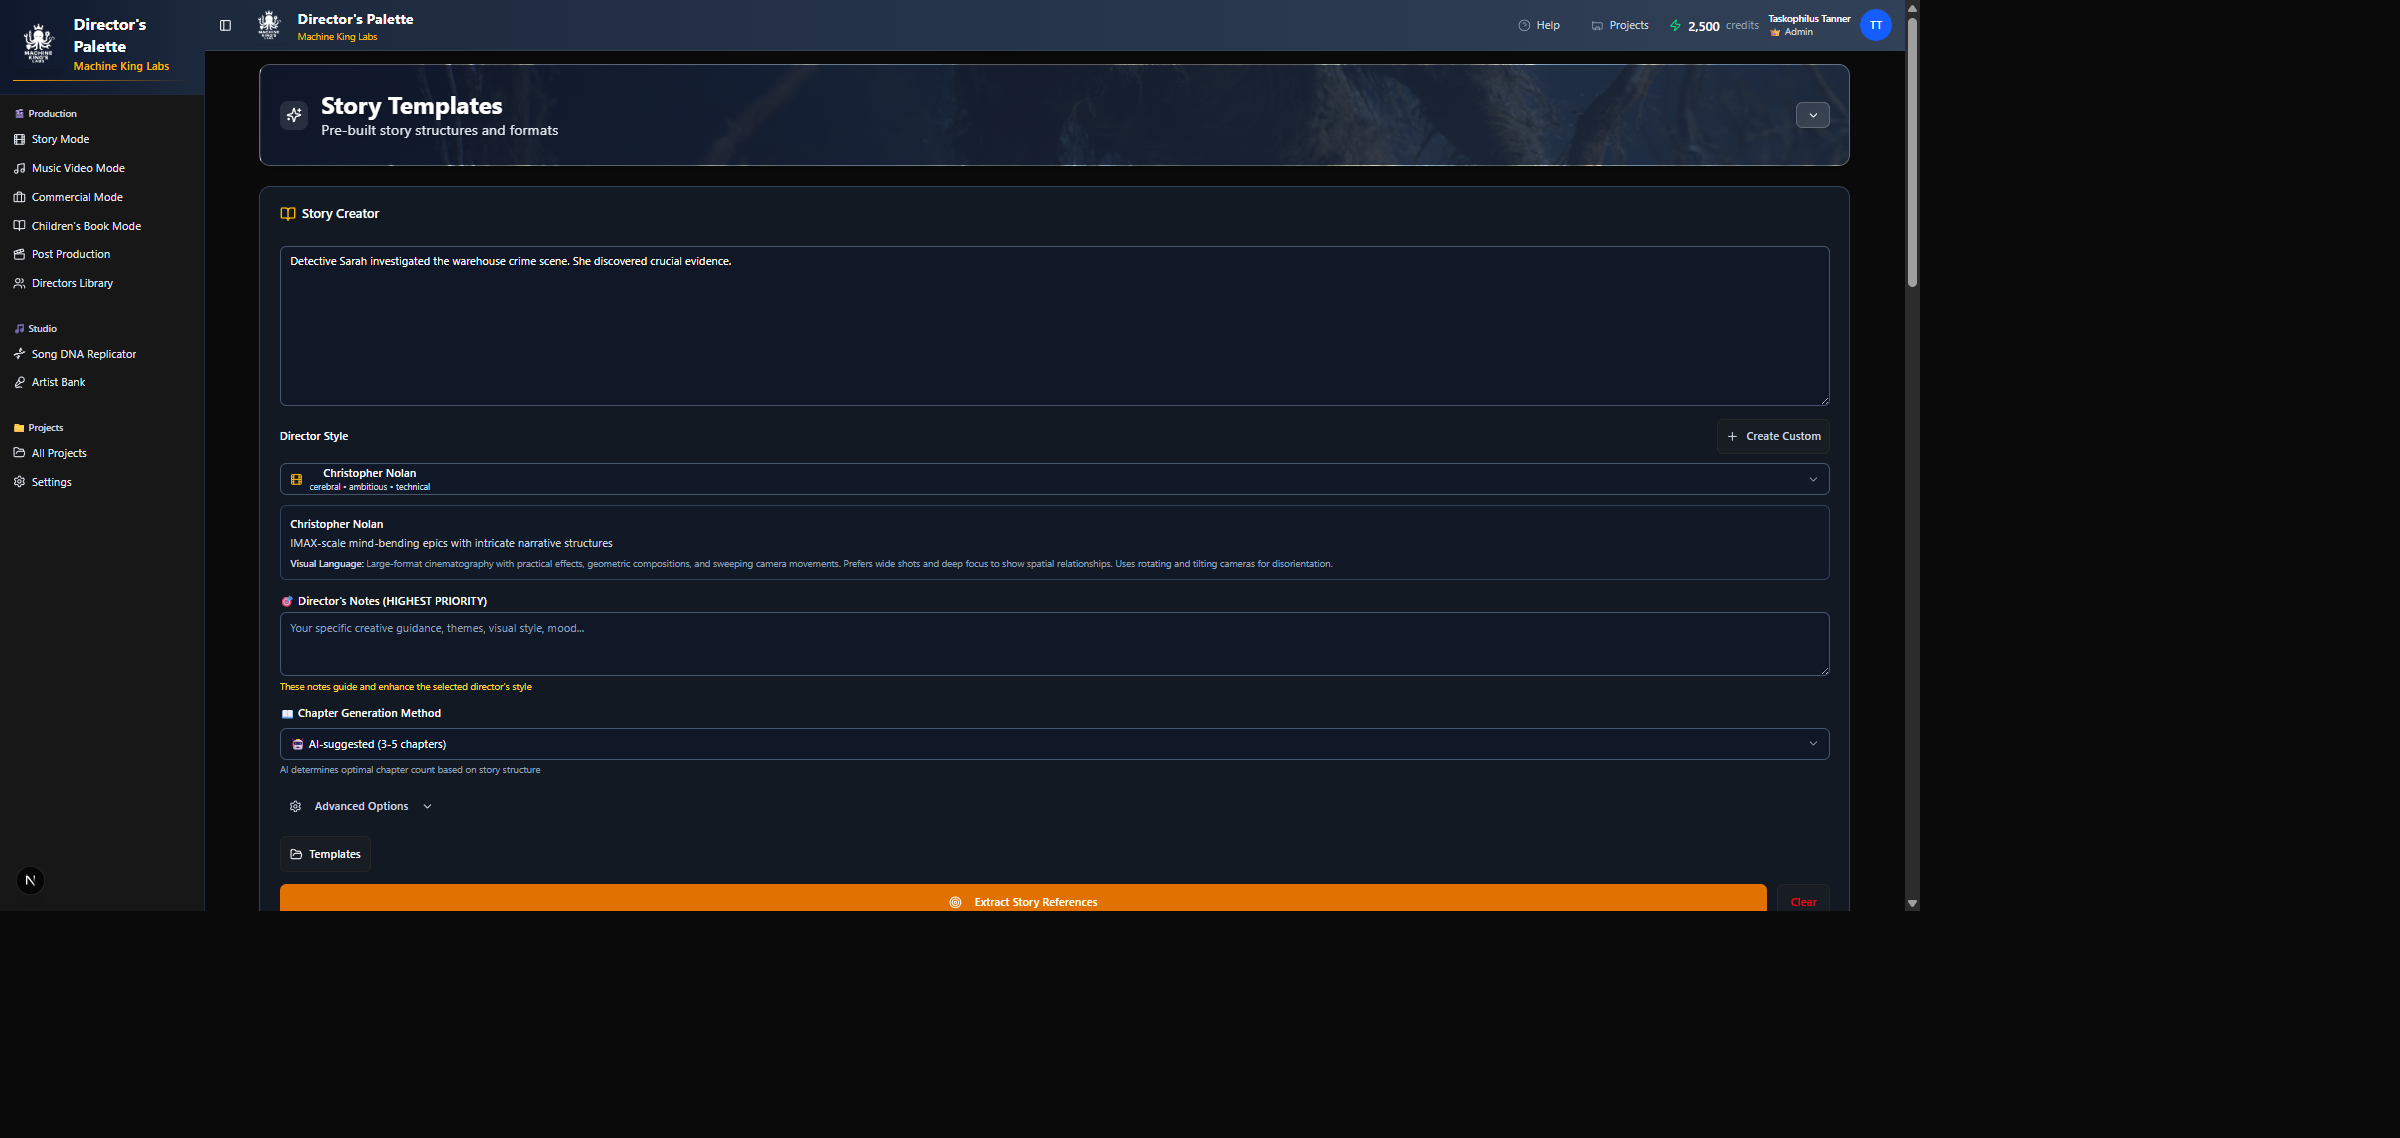 Director's
Palette
Machine King Labs
Production
Story Mode
Music Video Mode
Commercial Mode
Children's Book Mode
Post Production
Directors Library
Studio
Song DNA Replicator
Artist Bank
Projects
All Projects
Settings
N
Director's Palette
Machine King Labs
Help
Projects
2,500 credits
Taskophilus Tanner
Admin
TT
Story Templates
Pre-built story structures and formats
Story Creator
Detective Sarah investigated the warehouse crime scene. She discovered crucial evidence.
Director Style
Create Custom
Christopher Nolan
cerebral • ambitious • technical
Christopher Nolan
IMAX-scale mind-bending epics with intricate narrative structures
Visual Language: Large-format cinematography with practical effects, geometric compositions, and sweeping camera movements. Prefers wide shots and deep focus to show spatial relationships. Uses rotating and tilting cameras for disorientation.
Director's Notes (HIGHEST PRIORITY)
Your specific creative guidance, themes, visual style, mood...
These notes guide and enhance the selected director's style
Chapter Generation Method
AI-suggested (3-5 chapters)
AI determines optimal chapter count based on story structure
Advanced Options
Templates
Extract Story References
Clear